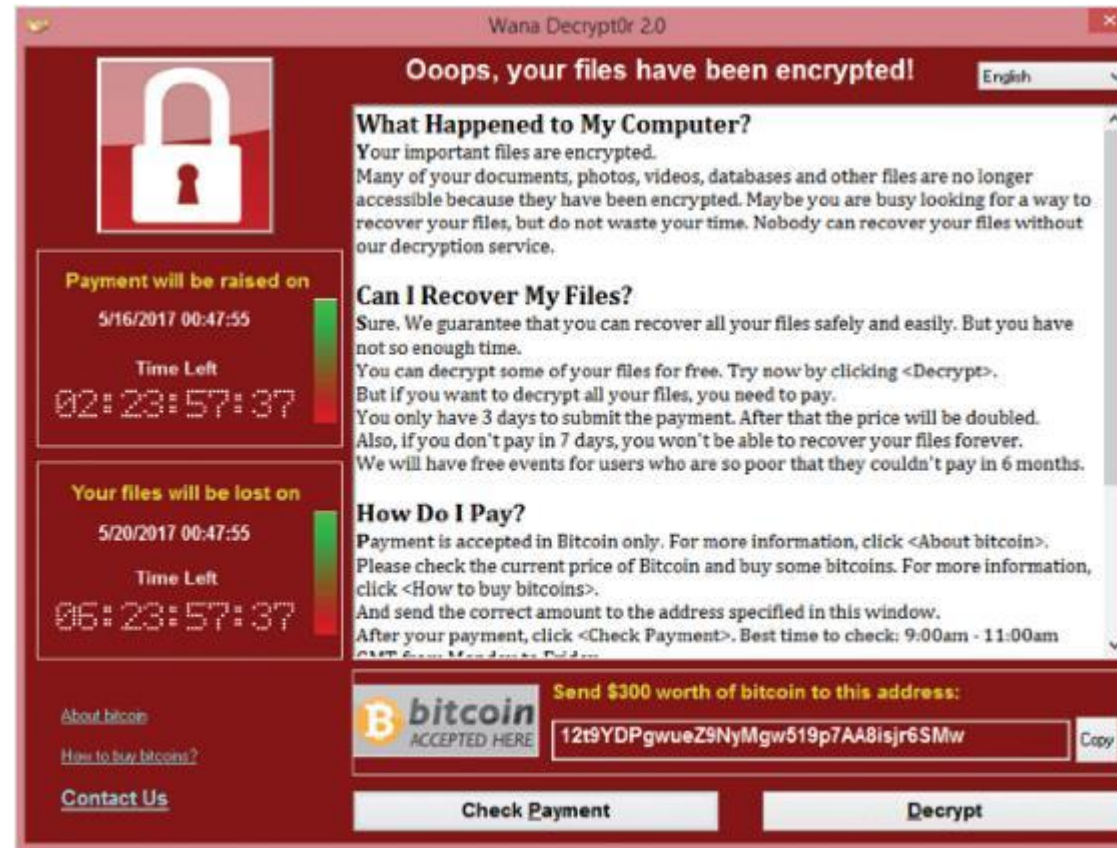 Wana Decrypt0r 2.0
Ooops, your files have been encrypted!
English
What Happened to My Computer?
Your important files are encrypted.
Many of your documents, photos, videos, databases and other files are no longer
accessible because they have been encrypted. Maybe you are busy looking for a way to
recover your files, but do not waste your time. Nobody can recover your files without
our decryption service.
Can I Recover My Files?
Sure. We guarantee that you can recover all your files safely and easily. But you have
not so enough time.
You can decrypt some of your files for free. Try now by clicking <Decrypt>.
But if you want to decrypt all your files, you need to pay.
You only have 3 days to submit the payment. After that the price will be doubled.
Also, if you don't pay in 7 days, you won't be able to recover your files forever.
We will have free events for users who are so poor that they couldn't pay in 6 months.
How Do I Pay?
Payment is accepted in Bitcoin only. For more information, click <About bitcoin>.
Please check the current price of Bitcoin and buy some bitcoins. For more information,
click <How to buy bitcoins>.
And send the correct amount to the address specified in this window.
After your payment, click <Check Payment>. Best time to check: 9:00am - 11:00am
GMT from Monday to Friday
Payment will be raised on
5/16/2017 00:47:55
Time Left
02:23:57:37
Your files will be lost on
5/20/2017 00:47:55
Time Left
06:23:57:37
About bitcoin
How to buy bitcoins?
Contact Us
bitcoin
ACCEPTED HERE
Send $300 worth of bitcoin to this address:
12t9YDPgwueZ9NyMgw519p7AA8isjr6SMw
Copy
Check Payment
Decrypt